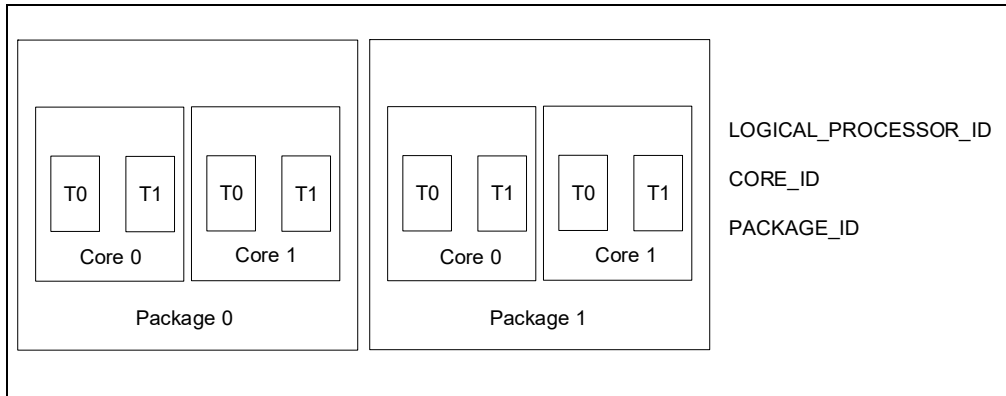 LOGICAL_PROCESSOR_ID
T0 T1 T0 T1 T0 T1 T0 T1
CORE_ID
PACKAGE_ID
Core 0 Core 1 Core 0 Core 1
Package 0 Package 1